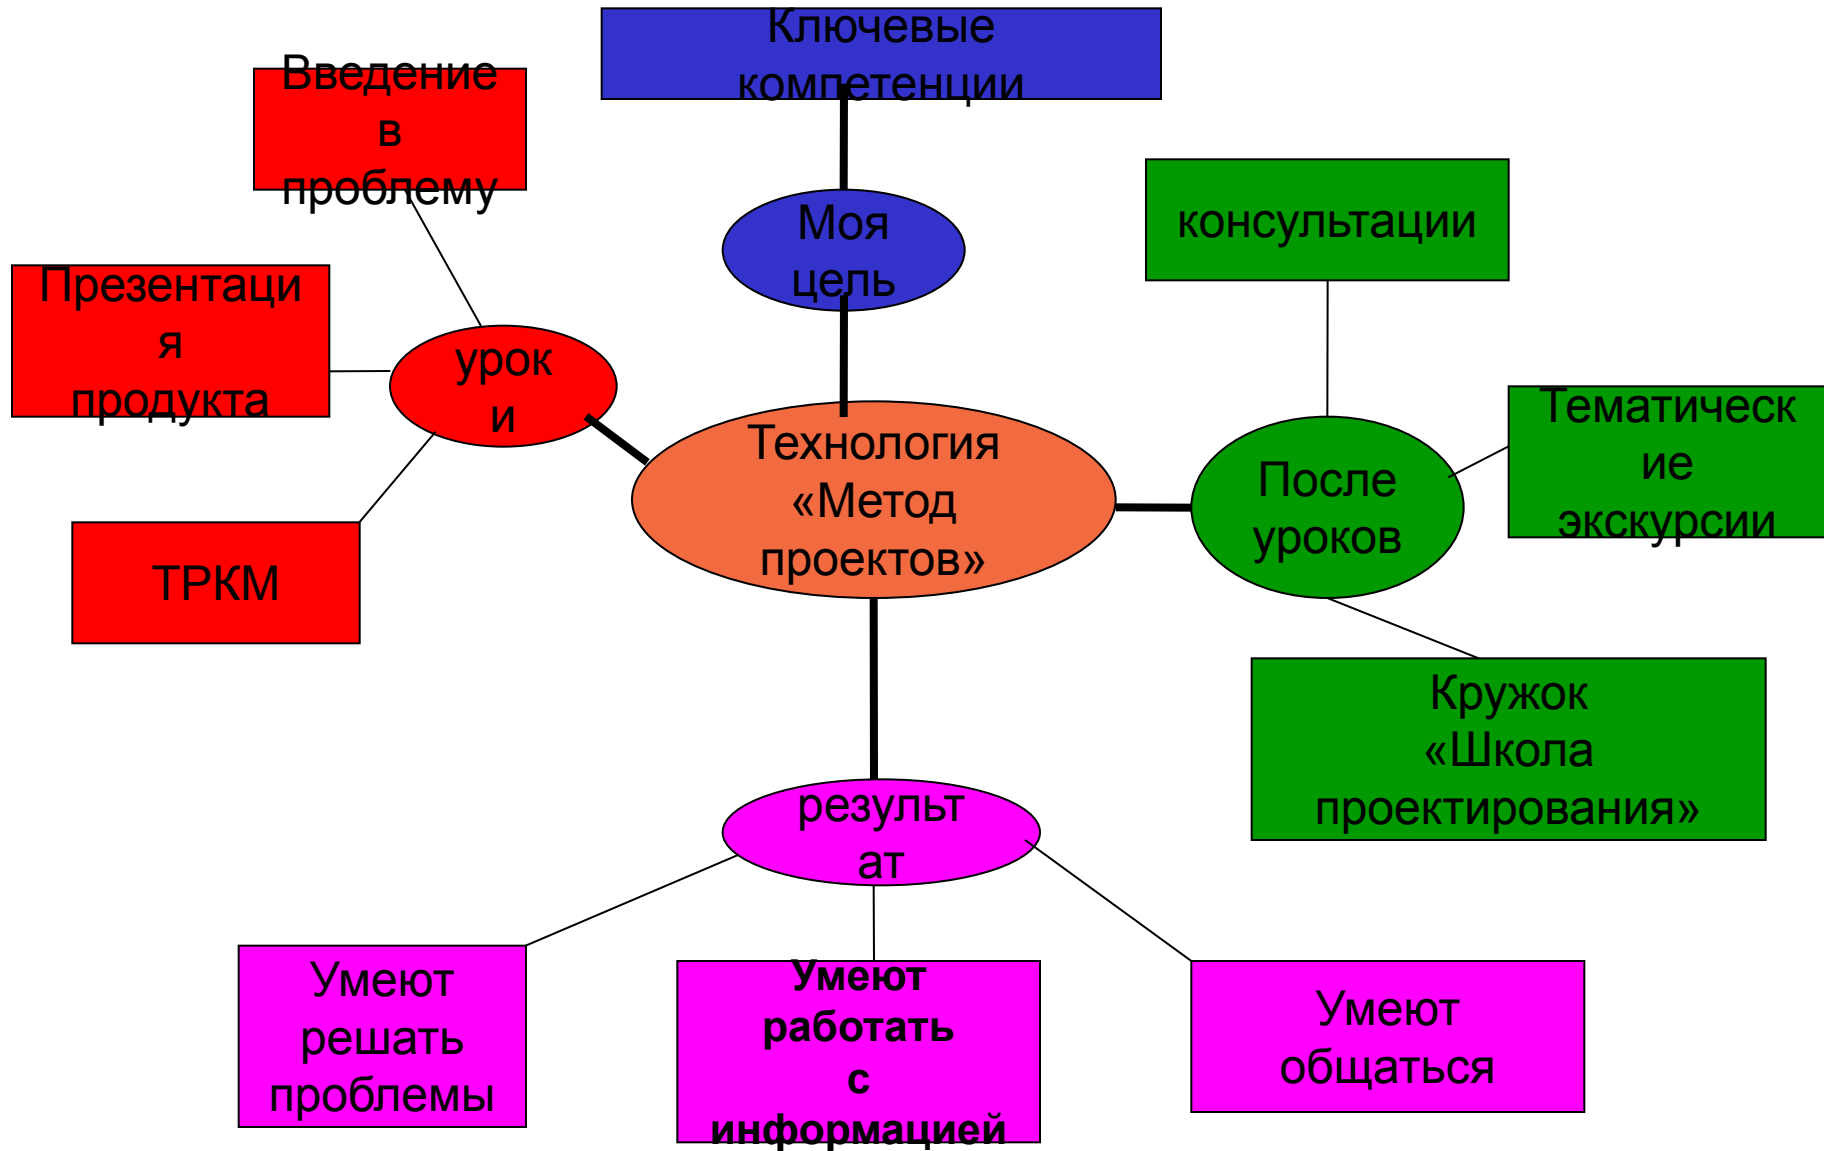 Ключевые
компетенции
Введение
в
проблему
Моя
цель
консультации
Презентаци
я
продукта
урок
и
Тематическ
ие
экскурсии
Технология
«Метод
проектов»
После
уроков
ТРКМ
Кружок
«Школа
проектирования»
результ
ат
Умеют
решать
проблемы
Умеют
работать
с
информацией
Умеют
общаться